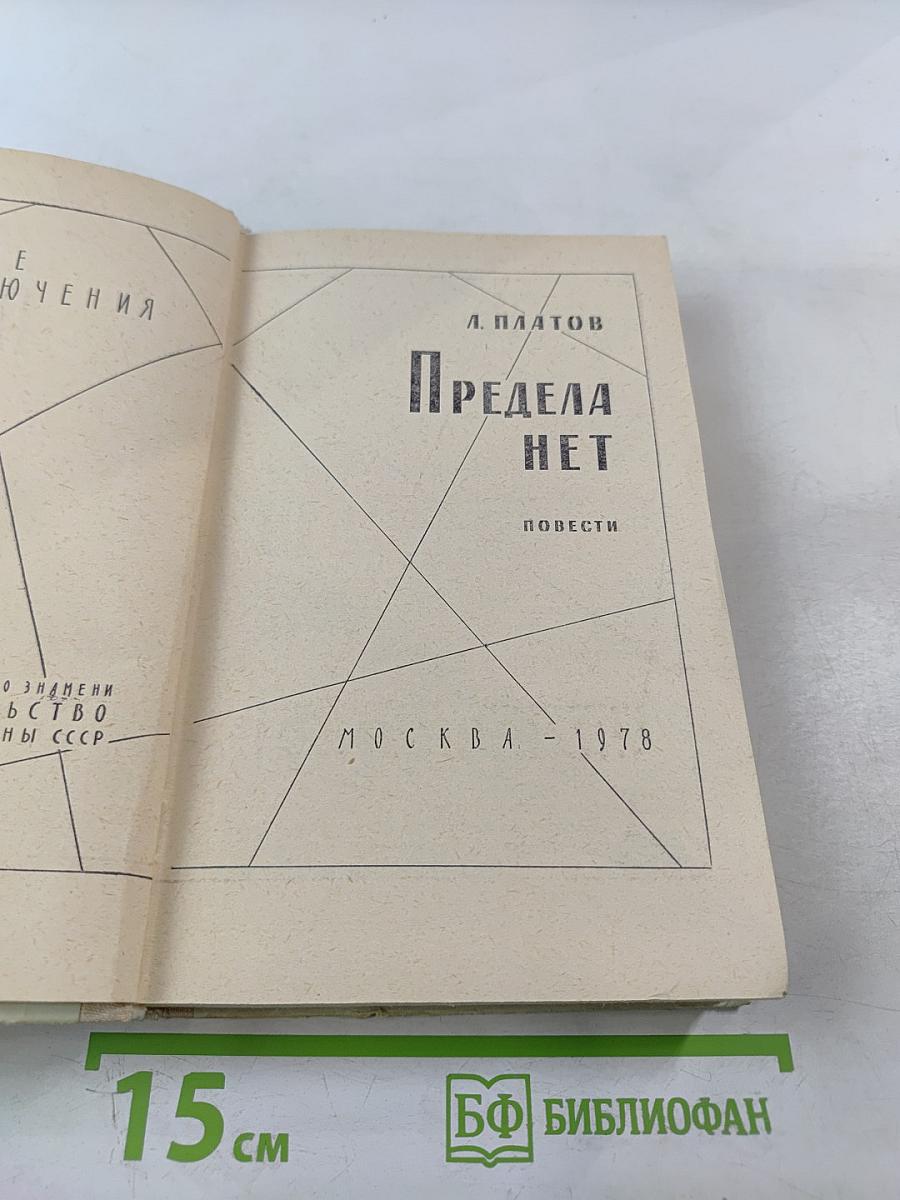 Е
ЮЧЕНИЯ
О ЗНАМЕНИ
ЬСТВО
НЫ СССР
Л. ПЛАТОВ
ПРЕДЕЛА
НЕТ
ПОВЕСТИ
МОСКВА – 1978
15 см
БФ БИБЛИОФАН